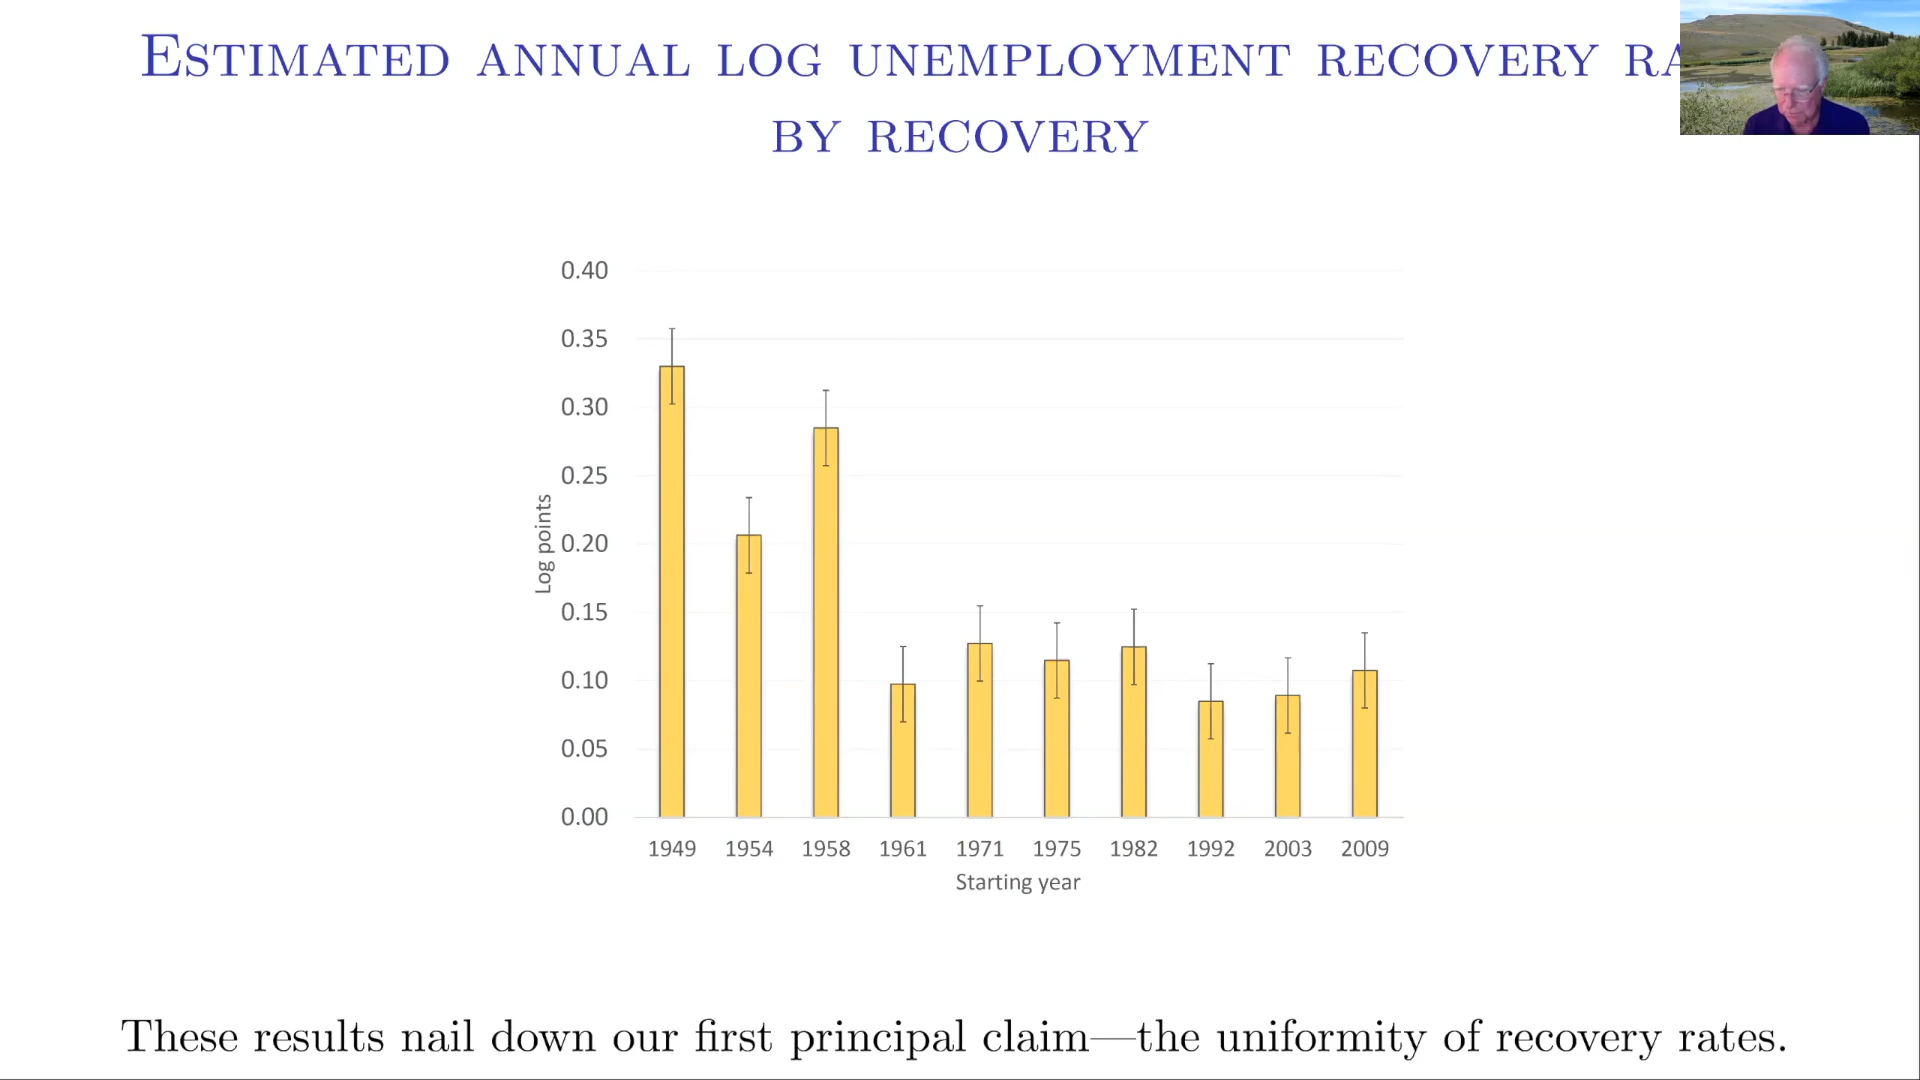 ESTIMATED ANNUAL LOG UNEMPLOYMENT RECOVERY
BY RECOVERY
0.40
0.35
0.30
0.25
0.20
0.15
0.10
0.05
0.00
Log points
1949 1954 1958 1961 1971 1975 1982 1992 2003 2009
Starting year
These results nail down our first principal claim—the uniformity of recovery rates.